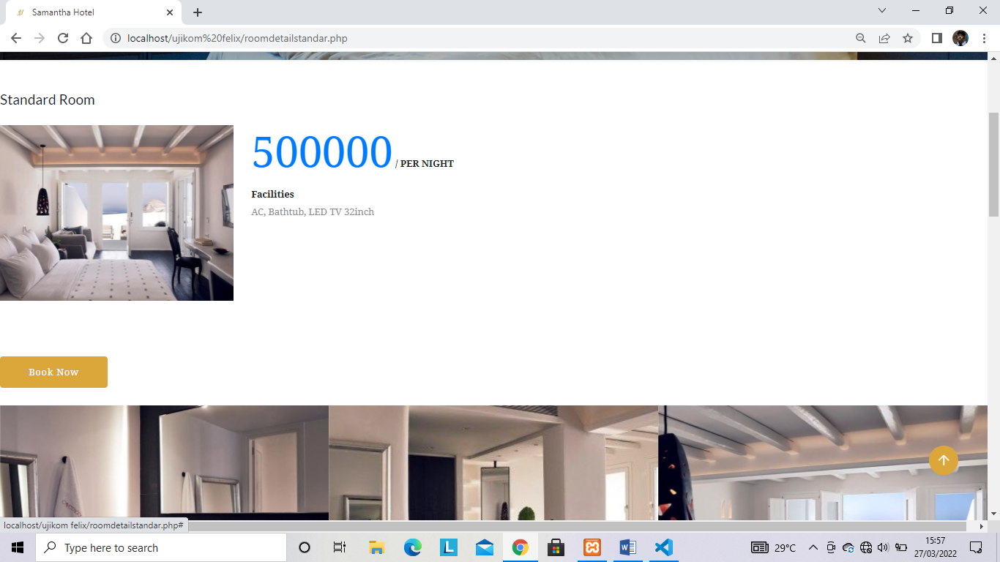 Samantha Hotel
localhost/ujikom%20felix/roomdetailstandar.php
Standard Room
500000 / PER NIGHT
Facilities
AC, Bathtub, LED TV 32inch
Book Now
localhost/ujikom felix/roomdetailstandar.php#
Type here to search
29°C
15:57
27/03/2022